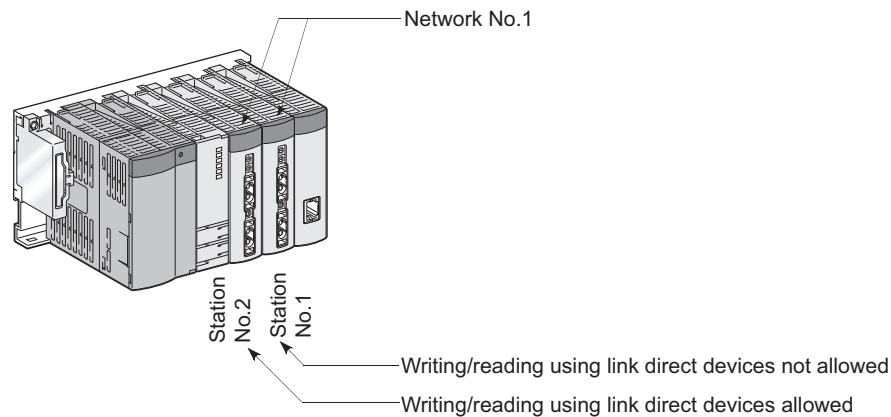 Network No.1
Station
No.2
Station
No.1
Writing/reading using link direct devices not allowed
Writing/reading using link direct devices allowed